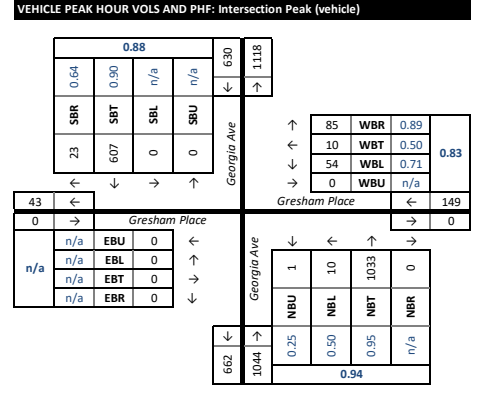 VEHICLE PEAK HOUR VOLS AND PHF: Intersection Peak (vehicle)
0.88
630 1118
0.64 0.90 n/a n/a
↓ ↑
SBR SBT SBL SBU
Georgia Ave
23 607 0 0
↑ 85 WBR 0.89
← 10 WBT 0.50
↓ 54 WBL 0.71
→ 0 WBU n/a
0.83
← ↓ → ↑
43 ← Gresham Place ← 149
0 → Gresham Place → 0
n/a
n/a EBU 0 ←
n/a EBL 0 ↑
n/a EBT 0 →
n/a EBR 0 ↓
Georgia Ave
↓ ← ↑ →
1 10 1033 0
NBU NBL NBT NBR
↓ ↑
0.25 0.50 0.95 n/a
662 1044
0.94